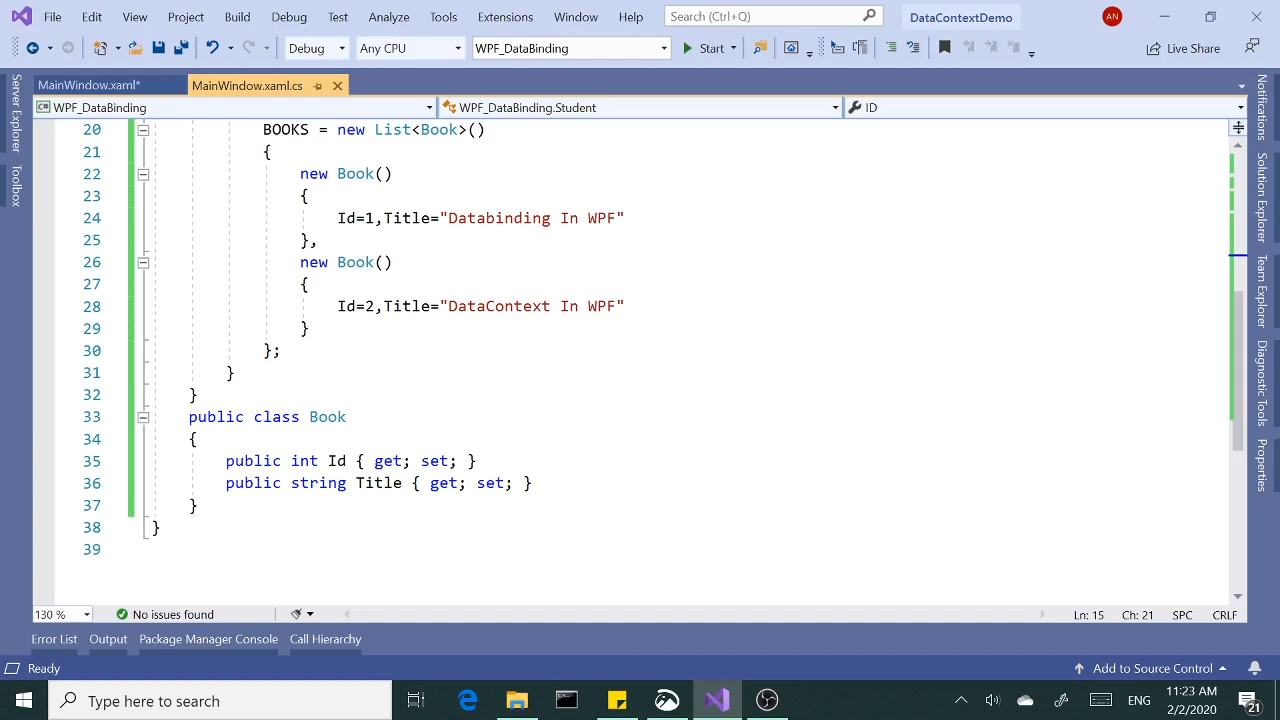 File Edit View Project Build Debug Test Analyze Tools Extensions Window Help Search (Ctrl+Q) DataContextDemo AN
Debug Any CPU WPF_DataBinding Start Live Share
MainWindow.xaml* MainWindow.xaml.cs
WPF_DataBinding WPF_DataBinding.Student ID
20 BOOKS = new List<Book>()
21 {
22 new Book()
23 {
24 Id=1,Title="Databinding In WPF"
25 },
26 new Book()
27 {
28 Id=2,Title="DataContext In WPF"
29 }
30 };
31 }
32 }
33 public class Book
34 {
35 public int Id { get; set; }
36 public string Title { get; set; }
37 }
38 }
39
Server Explorer
Toolbox
Notifications
Solution Explorer
Team Explorer
Diagnostic Tools
Properties
130 % No issues found Ln: 15 Ch: 21 SPC CRLF
Error List Output Package Manager Console Call Hierarchy
Ready Add to Source Control
Type here to search ENG 11:23 AM
2/2/2020 21